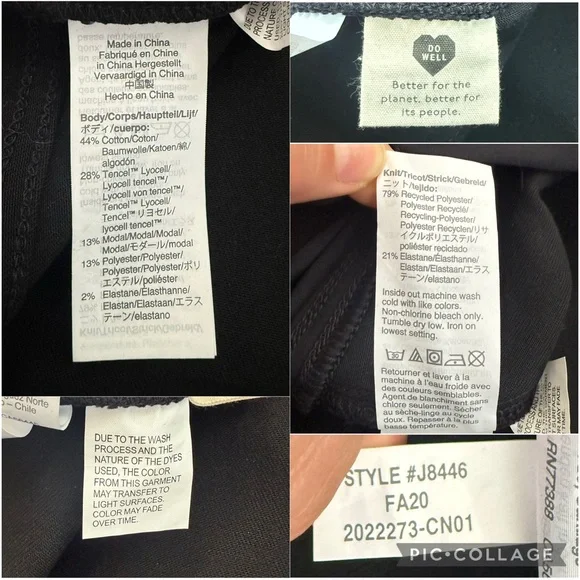 Made in China
Fabriqué en Chine
in China Hergestellt
Vervaardigd in China
中国製
Hecho en China
Body/Corps/Hauptteil/Lijf/
ボディ/cuerpo:
44% Cotton/Coton/
Baumwolle/Katoen/綿/
algodón
28% Tencel™ Lyocell/
Lyocell tencel™/
Lyocell von tencel™/
Tencel™ Lyocell/
Tencel™ リヨセル/
lyocell tencel™
13% Modal/Modal/Modal/
Modal/モダール/modal
13% Polyester/Polyester/
Polyester/Polyester/ポリ
エステル/poliéster
2% Elastane/Élasthanne/
Elastan/Elastaan/エラス
テーン/elastano
DO
WELL
Better for the
planet, better for
its people.
Knit/Tricot/Strick/Gebreid/
ニット/tejido:
79% Recycled Polyester/
Polyester Recyclé/
Recycling-Polyester/
Polyester Recyclen/リサ
イクルポリエステル/
poliéster reciclado
21% Elastane/Élasthanne/
Elastan/Elastaan/エラス
テーン/elastano
Inside out machine wash
cold with like colors.
Non-chlorine bleach only.
Tumble dry low. Iron on
lowest setting.
Retourner et laver à la
machine à l'eau froide avec
des couleurs semblables.
Agent de blanchiment sans
chlore seulement. Sécher
au sèche-linge au cycle
doux. Repasser à la plus
basse température.
Norte
- Chile
DUE TO THE WASH
PROCESS AND THE
NATURE OF THE DYES
USED, THE COLOR
FROM THIS GARMENT
MAY TRANSFER TO
LIGHT SURFACES.
COLOR MAY FADE
OVER TIME.
STYLE #J8446
FA20
2022273-CN01
RN77388
PIC•COLLAGE